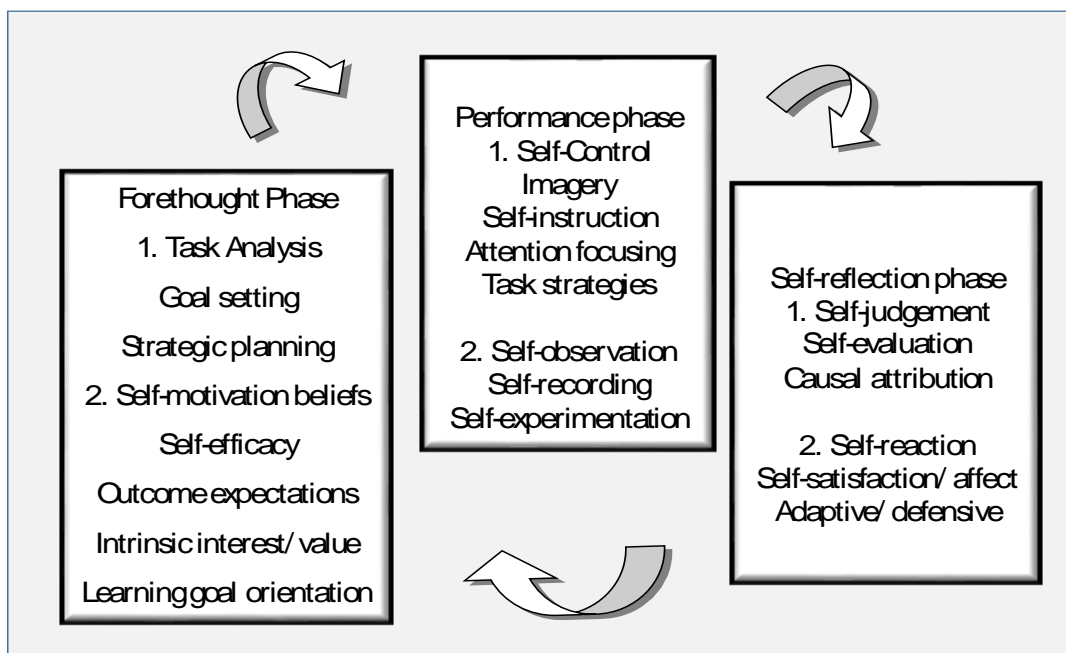 Forethought Phase
1. Task Analysis
Goal setting
Strategic planning
2. Self-motivation beliefs
Self-efficacy
Outcome expectations
Intrinsic interest/ value
Learning goal orientation
Performance phase
1. Self-Control
Imagery
Self-instruction
Attention focusing
Task strategies
2. Self-observation
Self-recording
Self-experimentation
Self-reflection phase
1. Self-judgement
Self-evaluation
Causal attribution
2. Self-reaction
Self-satisfaction/ affect
Adaptive/ defensive